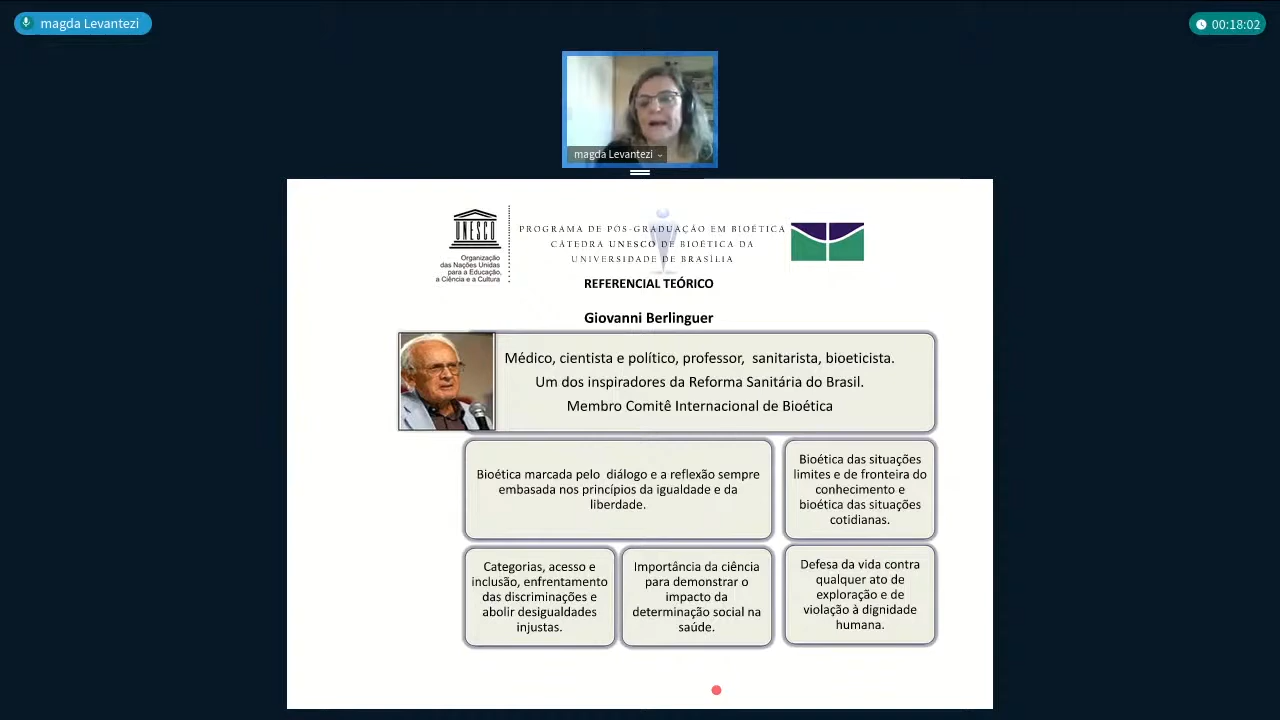 magda Levantezi
00:18:02
magda Levantezi
UNESCO
Organização
das Nações Unidas
para a Educação,
a Ciência e a Cultura
PROGRAMA DE PÓS-GRADUAÇÃO EM BIOÉTICA
CÁTEDRA UNESCO DE BIOÉTICA DA
UNIVERSIDADE DE BRASÍLIA
REFERENCIAL TEÓRICO
Giovanni Berlinguer
Médico, cientista e político, professor, sanitarista, bioeticista.
Um dos inspiradores da Reforma Sanitária do Brasil.
Membro Comitê Internacional de Bioética
Bioética marcada pelo diálogo e a reflexão sempre
embasada nos princípios da igualdade e da
liberdade.
Bioética das situações
limites e de fronteira do
conhecimento e
bioética das situações
cotidianas.
Categorias, acesso e
inclusão, enfrentamento
das discriminações e
abolir desigualdades
injustas.
Importância da ciência
para demonstrar o
impacto da
determinação social na
saúde.
Defesa da vida contra
qualquer ato de
exploração e de
violação à dignidade
humana.